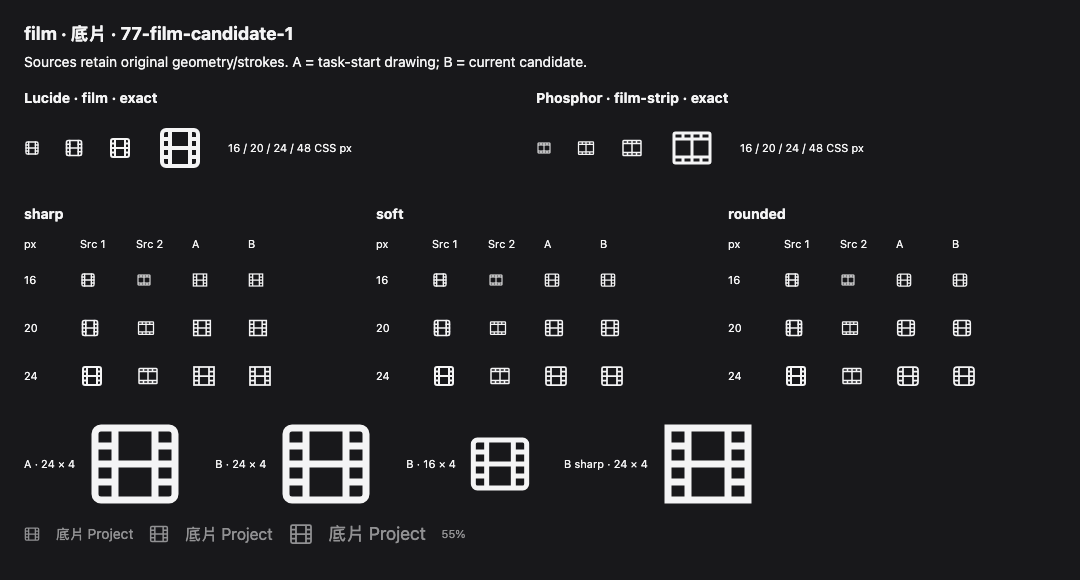 film · 底片 · 77-film-candidate-1
Sources retain original geometry/strokes. A = task-start drawing; B = current candidate.
Lucide · film · exact
Phosphor · film-strip · exact
16 / 20 / 24 / 48 CSS px
16 / 20 / 24 / 48 CSS px
sharp
soft
rounded
px Src 1 Src 2 A B
px Src 1 Src 2 A B
px Src 1 Src 2 A B
16
16
16
20
20
20
24
24
24
A · 24 × 4
B · 24 × 4
B · 16 × 4
B sharp · 24 × 4
底片 Project
底片 Project
底片 Project
55%